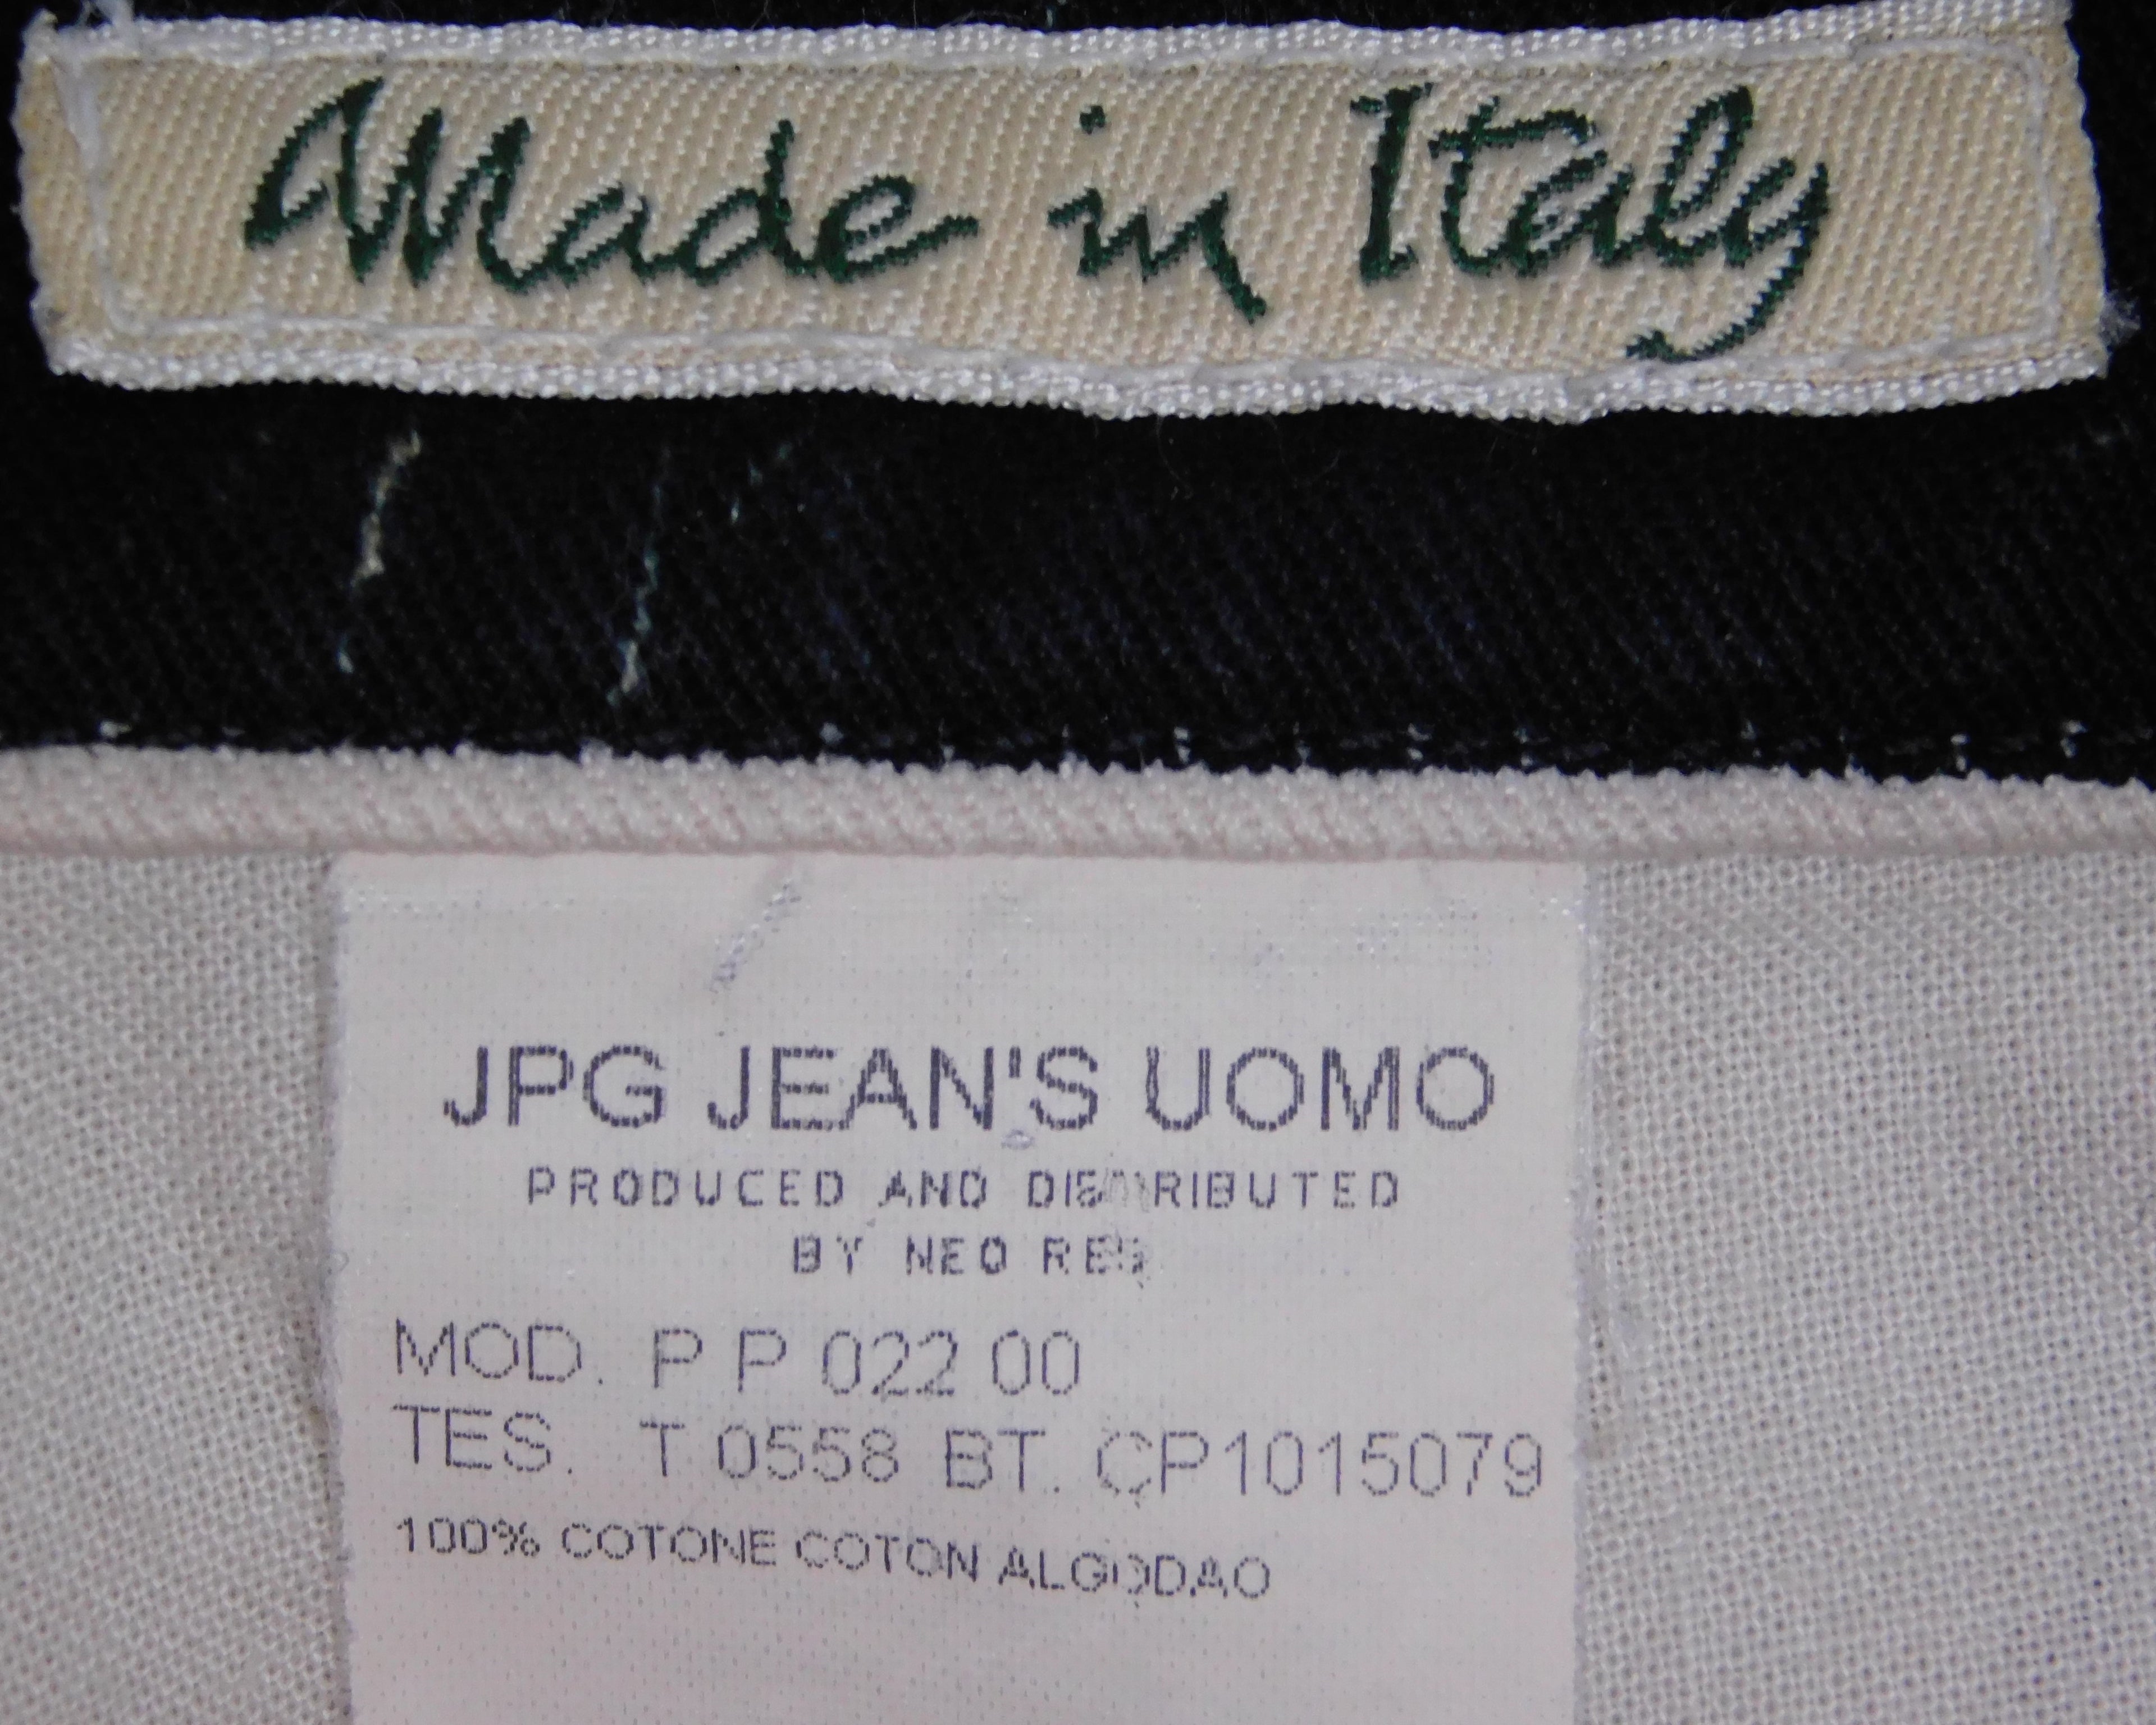 Made in Italy
JPG JEAN'S UOMO
PRODUCED AND DISTRIBUTED
BY NEO
MOD. P P 022 00
TES. T 0558 BT. CP1015079
100% COTONE COTON ALGODAO